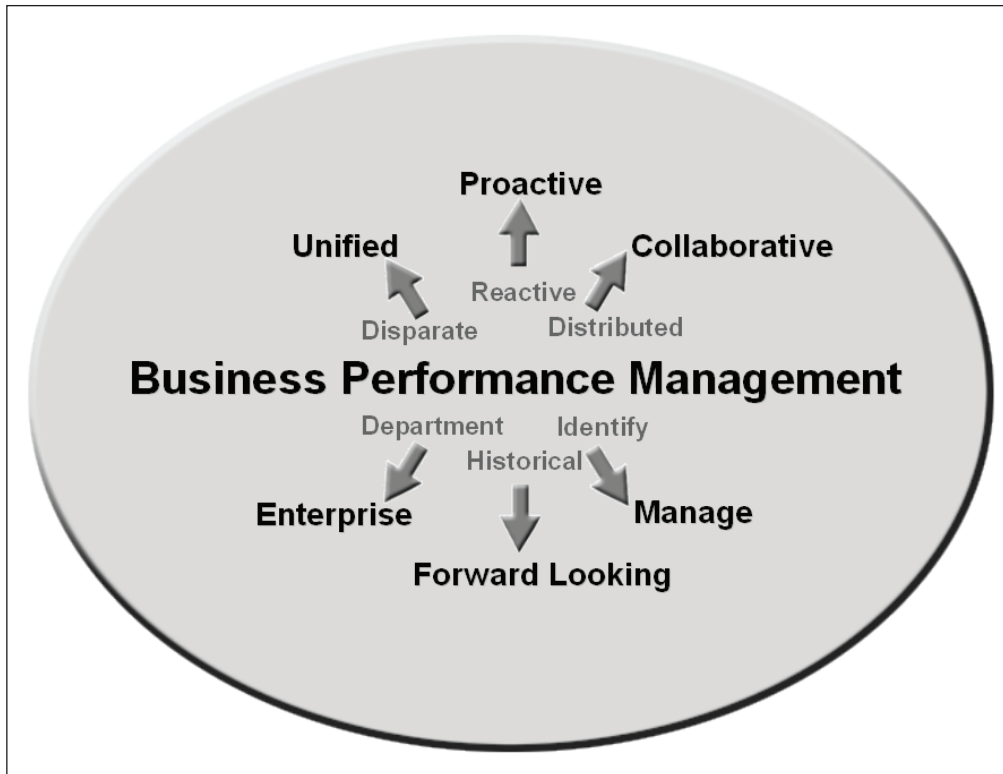 Proactive
Unified
Collaborative
Reactive
Disparate
Distributed
Business Performance Management
Department
Identify
Historical
Enterprise
Manage
Forward Looking